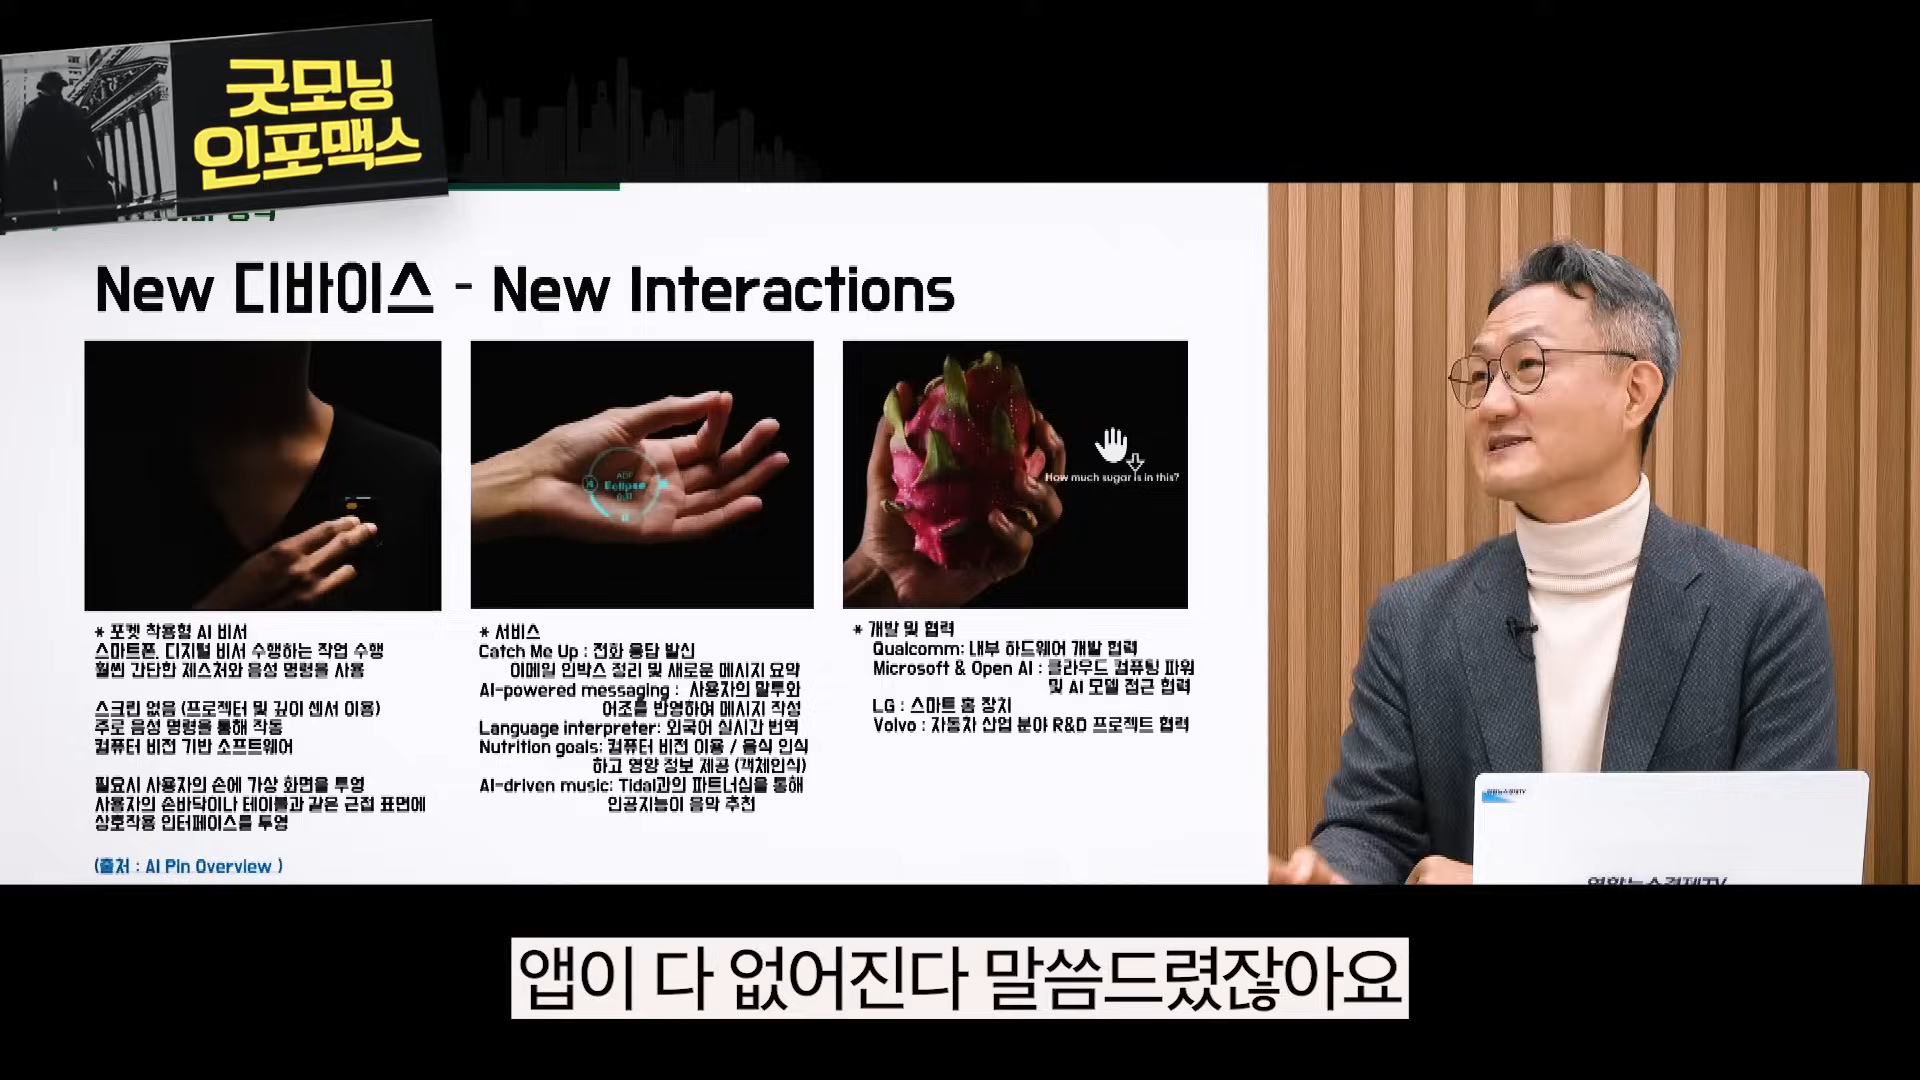 굿모닝
인포맥스
New 디바이스 - New Interactions
Eclipse
How much sugar is in this?
* 포켓 착용형 AI 비서
스마트폰, 디지털 비서 수행하는 작업 수행
훨씬 간단한 제스처와 음성 명령를 사용
스크린 없음 (프로젝터 및 깊이 센서 이용)
주로 음성 명령을 통해 작동
컴퓨터 비전 기반 소프트웨어
필요시 사용자의 손에 가상 화면을 투영
사용자의 손바닥이나 테이블과 같은 근접 표면에
상호작용 인터페이스를 투영
(출처 : AI Pin Overview )
* 서비스
Catch Me Up : 전화 응답 발신
이메일 인박스 정리 및 새로운 메시지 요약
AI-powered messaging : 사용자의 말투와
어조를 반영하여 메시지 작성
Language interpreter: 외국어 실시간 번역
Nutrition goals: 컴퓨터 비전 이용 / 음식 인식
하고 영양 정보 제공 (객체인식)
AI-driven music: Tidal과의 파트너십을 통해
인공지능이 음악 추천
* 개발 및 협력
Qualcomm: 내부 하드웨어 개발 협력
Microsoft & Open AI : 클라우드 컴퓨팅 파워
및 AI 모델 접근 협력
LG : 스마트 홈 장치
Volvo : 자동차 산업 분야 R&D 프로젝트 협력
연합뉴스경제TV
앱이 다 없어진다 말씀드렸잖아요